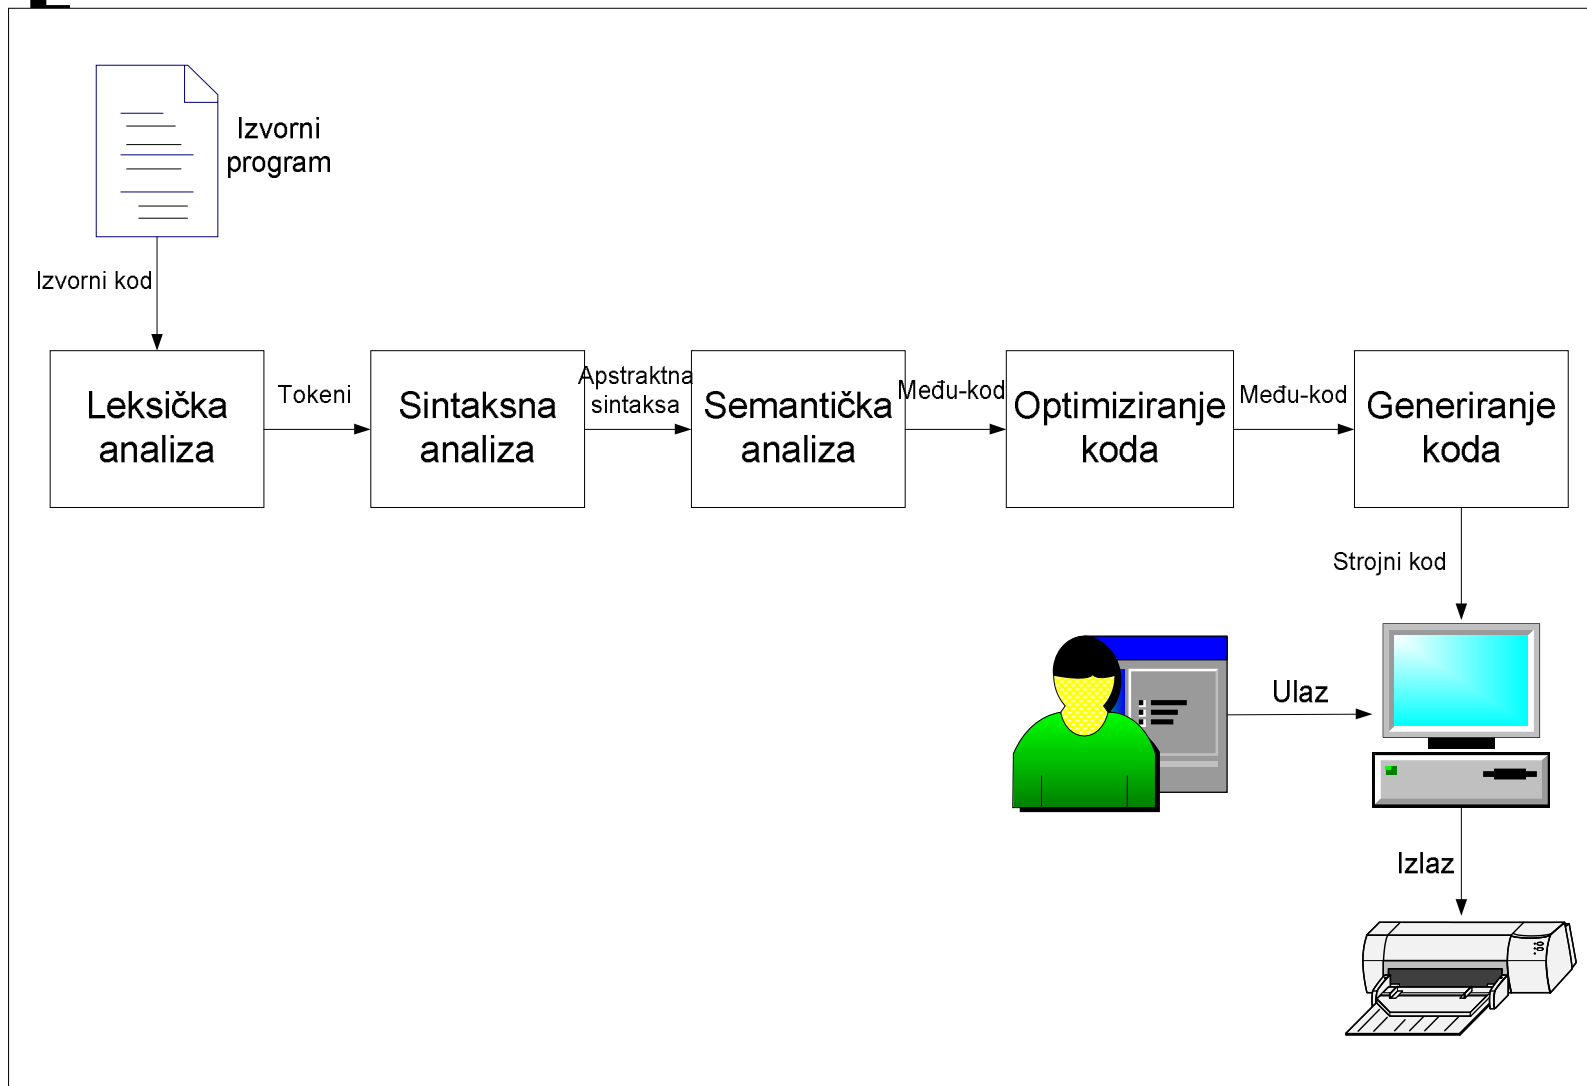 Izvorni
program
Izvorni kod
Leksička
analiza
Tokeni
Sintaksna
analiza
Apstraktna
sintaksa
Semantička
analiza
Među-kod
Optimiziranje
koda
Među-kod
Generiranje
koda
Strojni kod
Ulaz
Izlaz